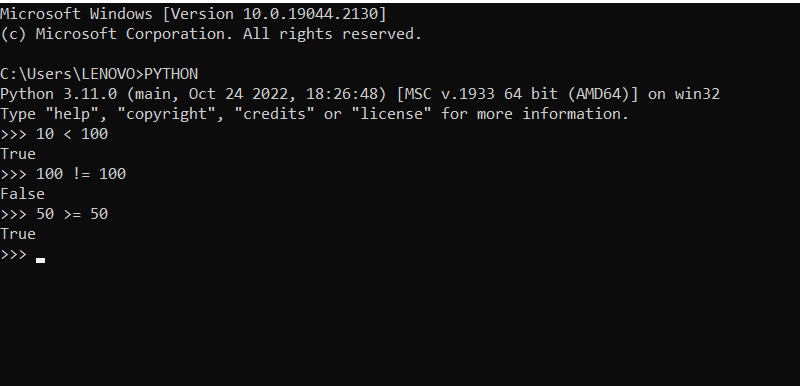 Microsoft Windows [Version 10.0.19044.2130]
(c) Microsoft Corporation. All rights reserved.
C:\Users\LENOVO>PYTHON
Python 3.11.0 (main, Oct 24 2022, 18:26:48) [MSC v.1933 64 bit (AMD64)] on win32
Type "help", "copyright", "credits" or "license" for more information.
>>> 10 < 100
True
>>> 100 != 100
False
>>> 50 >= 50
True
>>>